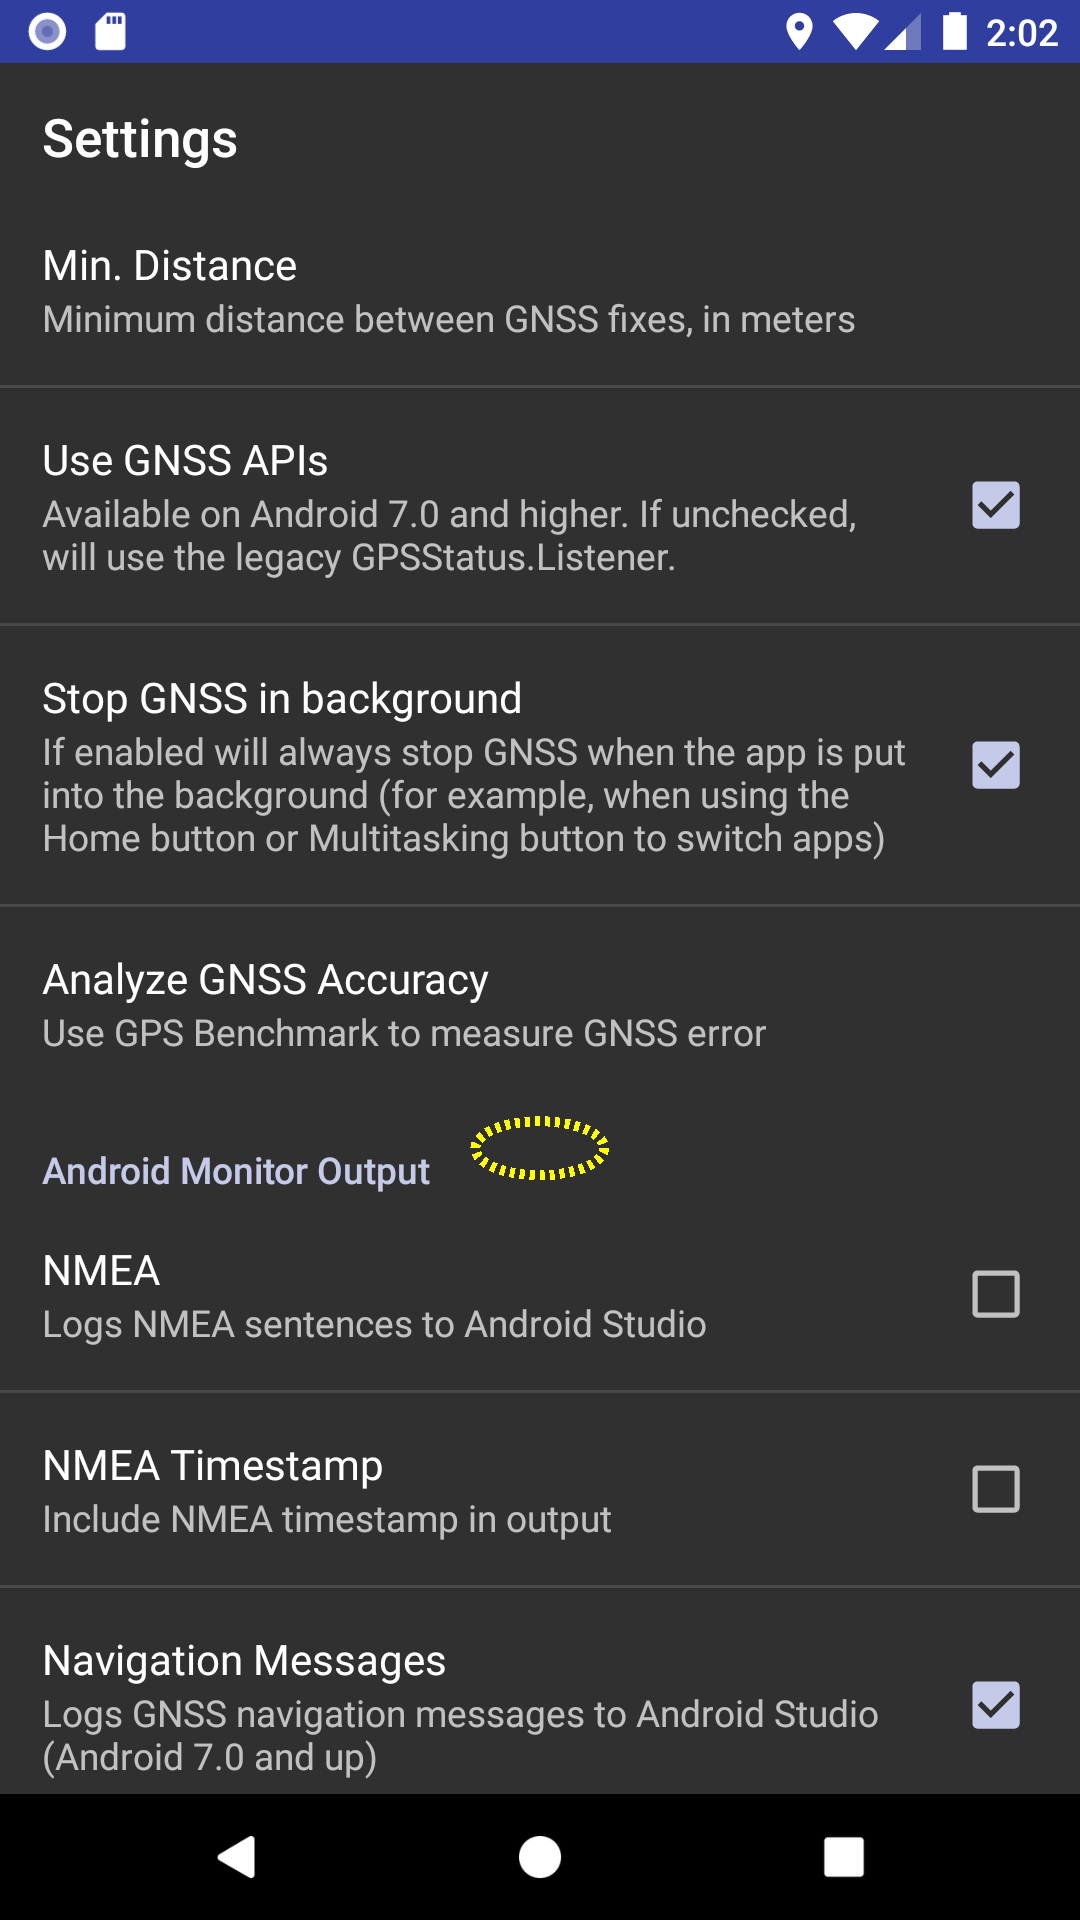 2:02
Settings
Min. Distance
Minimum distance between GNSS fixes, in meters
Use GNSS APIs
Available on Android 7.0 and higher. If unchecked,
will use the legacy GPSStatus.Listener.
Stop GNSS in background
If enabled will always stop GNSS when the app is put
into the background (for example, when using the
Home button or Multitasking button to switch apps)
Analyze GNSS Accuracy
Use GPS Benchmark to measure GNSS error
Android Monitor Output
NMEA
Logs NMEA sentences to Android Studio
NMEA Timestamp
Include NMEA timestamp in output
Navigation Messages
Logs GNSS navigation messages to Android Studio
(Android 7.0 and up)